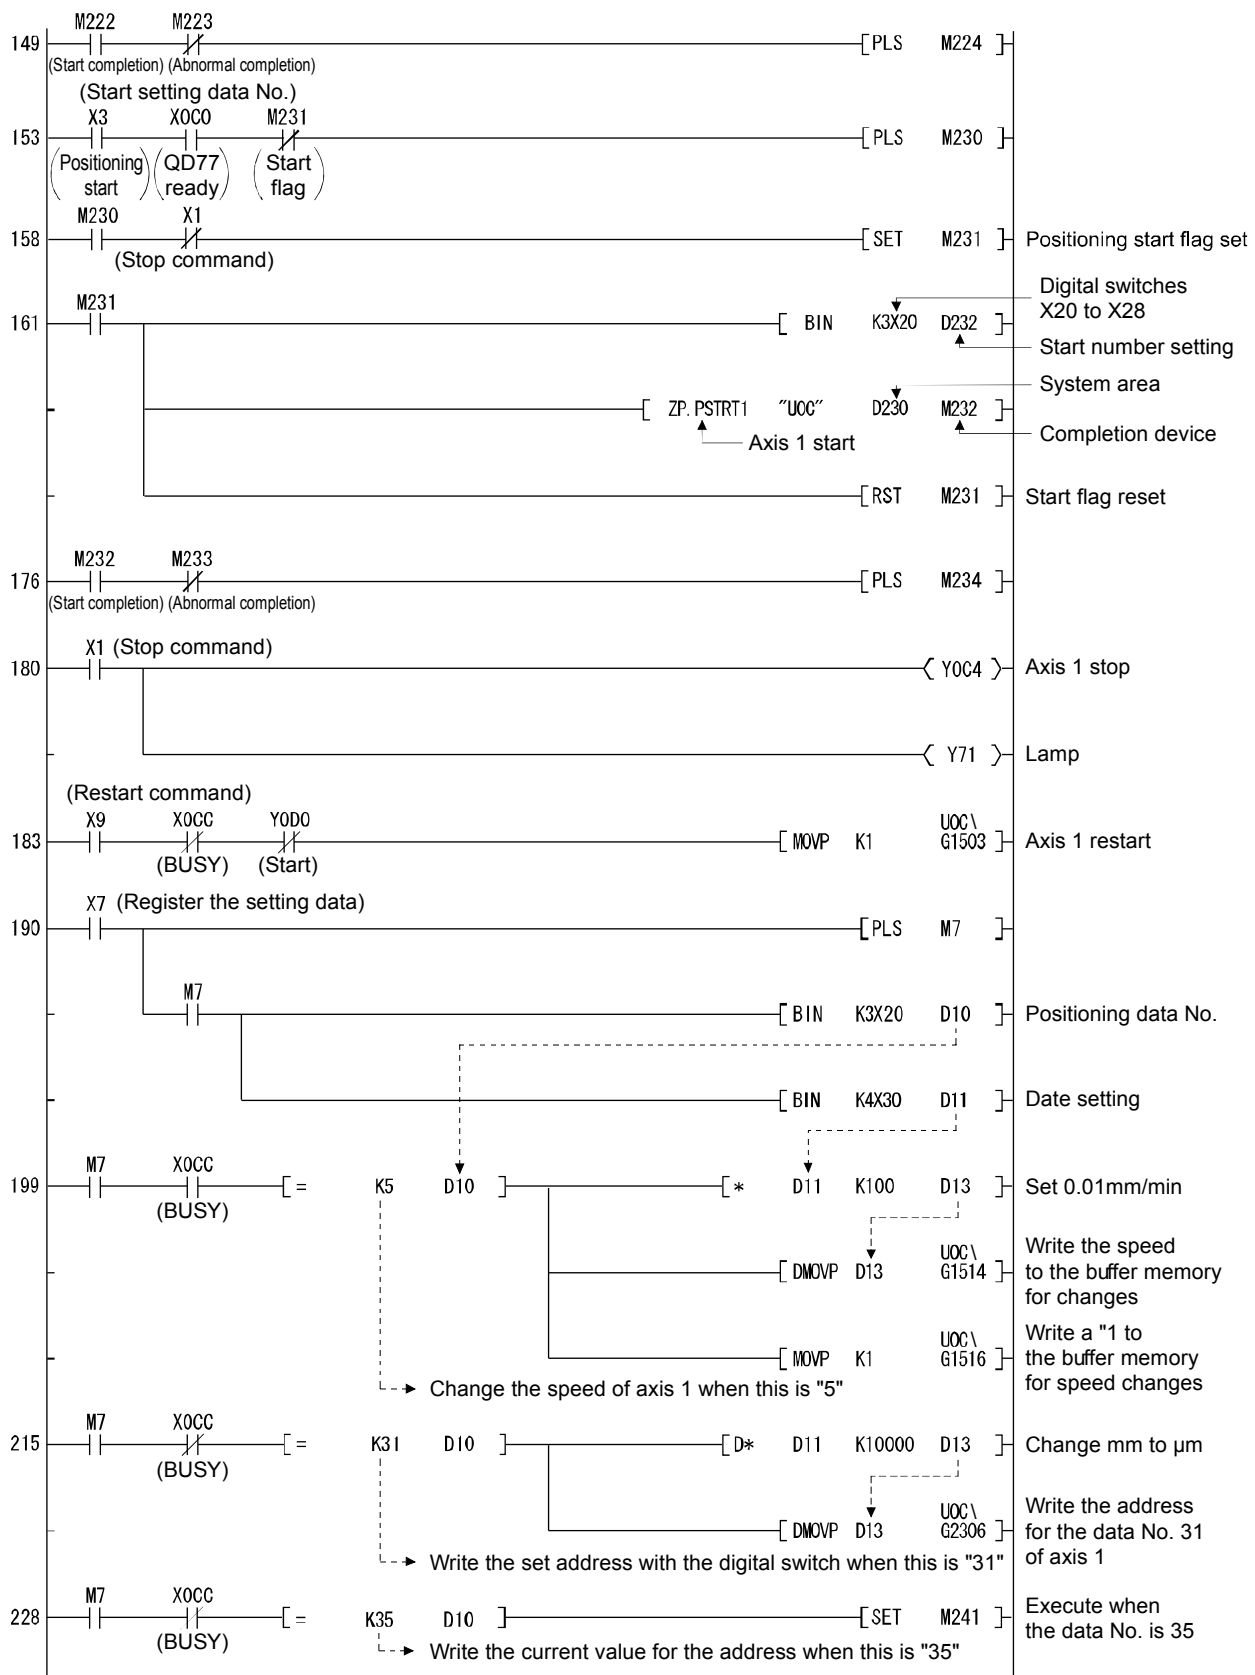 M222 M223
149 [ PLS M224 ]
(Start completion) (Abnormal completion)
(Start setting data No.)
X3 X0C0 M231
153 [ PLS M230 ]
(Positioning start) (QD77 ready) (Start flag)
M230 X1
158 [ SET M231 ] Positioning start flag set
(Stop command)
Digital switches
X20 to X28
M231
161 [ BIN K3X20 D232 ]
Start number setting
System area
[ ZP.PSTRT1 "U0C" D230 M232 ]
Axis 1 start
Completion device
[ RST M231 ] Start flag reset
M232 M233
176 [ PLS M234 ]
(Start completion) (Abnormal completion)
X1 (Stop command)
180 ( Y0C4 ) Axis 1 stop
( Y71 ) Lamp
(Restart command)
X9 X0CC Y0D0
183 [ MOVP K1 U0C\G1503 ] Axis 1 restart
(BUSY) (Start)
X7 (Register the setting data)
190 [ PLS M7 ]
M7
[ BIN K3X20 D10 ] Positioning data No.
[ BIN K4X30 D11 ] Date setting
M7 X0CC
199 [ = K5 D10 ] [ * D11 K100 D13 ] Set 0.01mm/min
(BUSY)
[ DMOVP D13 U0C\G1514 ]
Write the speed
to the buffer memory
for changes
[ MOVP K1 U0C\G1516 ]
Write a "1 to
the buffer memory
for speed changes
Change the speed of axis 1 when this is "5"
M7 X0CC
215 [ = K31 D10 ] [ D* D11 K10000 D13 ] Change mm to µm
(BUSY)
[ DMOVP D13 U0C\G2306 ]
Write the address
for the data No. 31
of axis 1
Write the set address with the digital switch when this is "31"
M7 X0CC
228 [ = K35 D10 ] [ SET M241 ]
(BUSY)
Execute when
the data No. is 35
Write the current value for the address when this is "35"